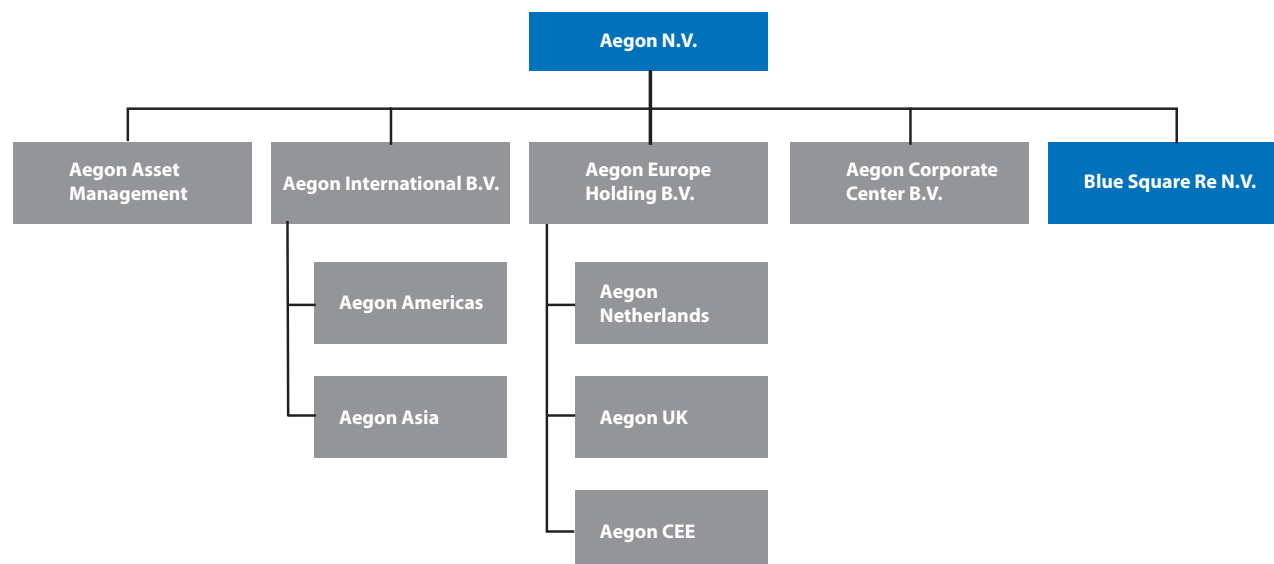 Aegon N.V.
Aegon Asset
Management
Aegon International B.V.
Aegon Europe
Holding B.V.
Aegon Corporate
Center B.V.
Blue Square Re N.V.
Aegon Americas
Aegon
Netherlands
Aegon Asia
Aegon UK
Aegon CEE